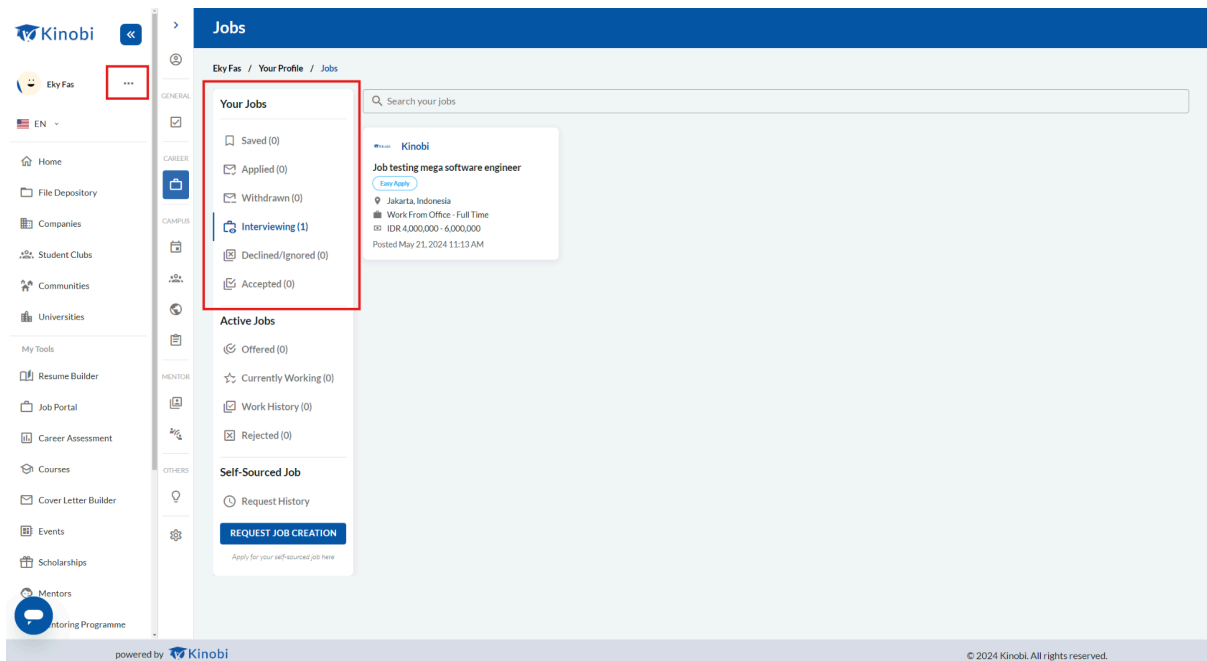 Kinobi
Eky Fas
EN
Home
File Depository
Companies
Student Clubs
Communities
Universities
My Tools
Resume Builder
Job Portal
Career Assessment
Courses
Cover Letter Builder
Events
Scholarships
Mentors
ntoring Programme
GENERAL
CAREER
CAMPUS
MENTOR
OTHERS
Jobs
Eky Fas / Your Profile / Jobs
Your Jobs
Saved (0)
Applied (0)
Withdrawn (0)
Interviewing (1)
Declined/Ignored (0)
Accepted (0)
Active Jobs
Offered (0)
Currently Working (0)
Work History (0)
Rejected (0)
Self-Sourced Job
Request History
REQUEST JOB CREATION
Apply for your self-sourced job here
Search your jobs
Kinobi
Job testing mega software engineer
Easy Apply
Jakarta, Indonesia
Work From Office - Full Time
IDR 4,000,000 - 6,000,000
Posted May 21, 2024 11:13 AM
powered by Kinobi
© 2024 Kinobi. All rights reserved.